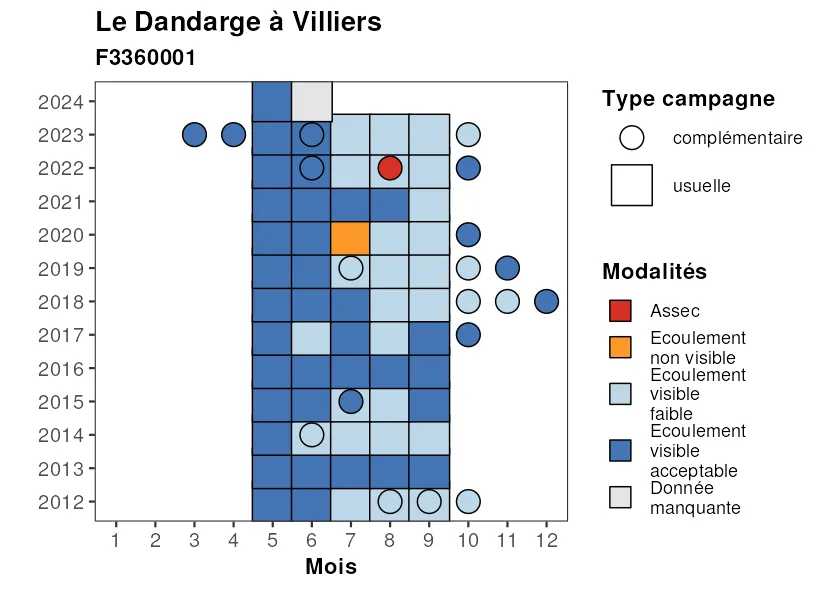 Le Dandarge à Villiers
F3360001
2024
2023
2022
2021
2020
2019
2018
2017
2016
2015
2014
2013
2012
1 2 3 4 5 6 7 8 9 10 11 12
Mois
Type campagne
complémentaire
usuelle
Modalités
Assec
Ecoulement
non visible
Ecoulement
visible
faible
Ecoulement
visible
acceptable
Donnée
manquante